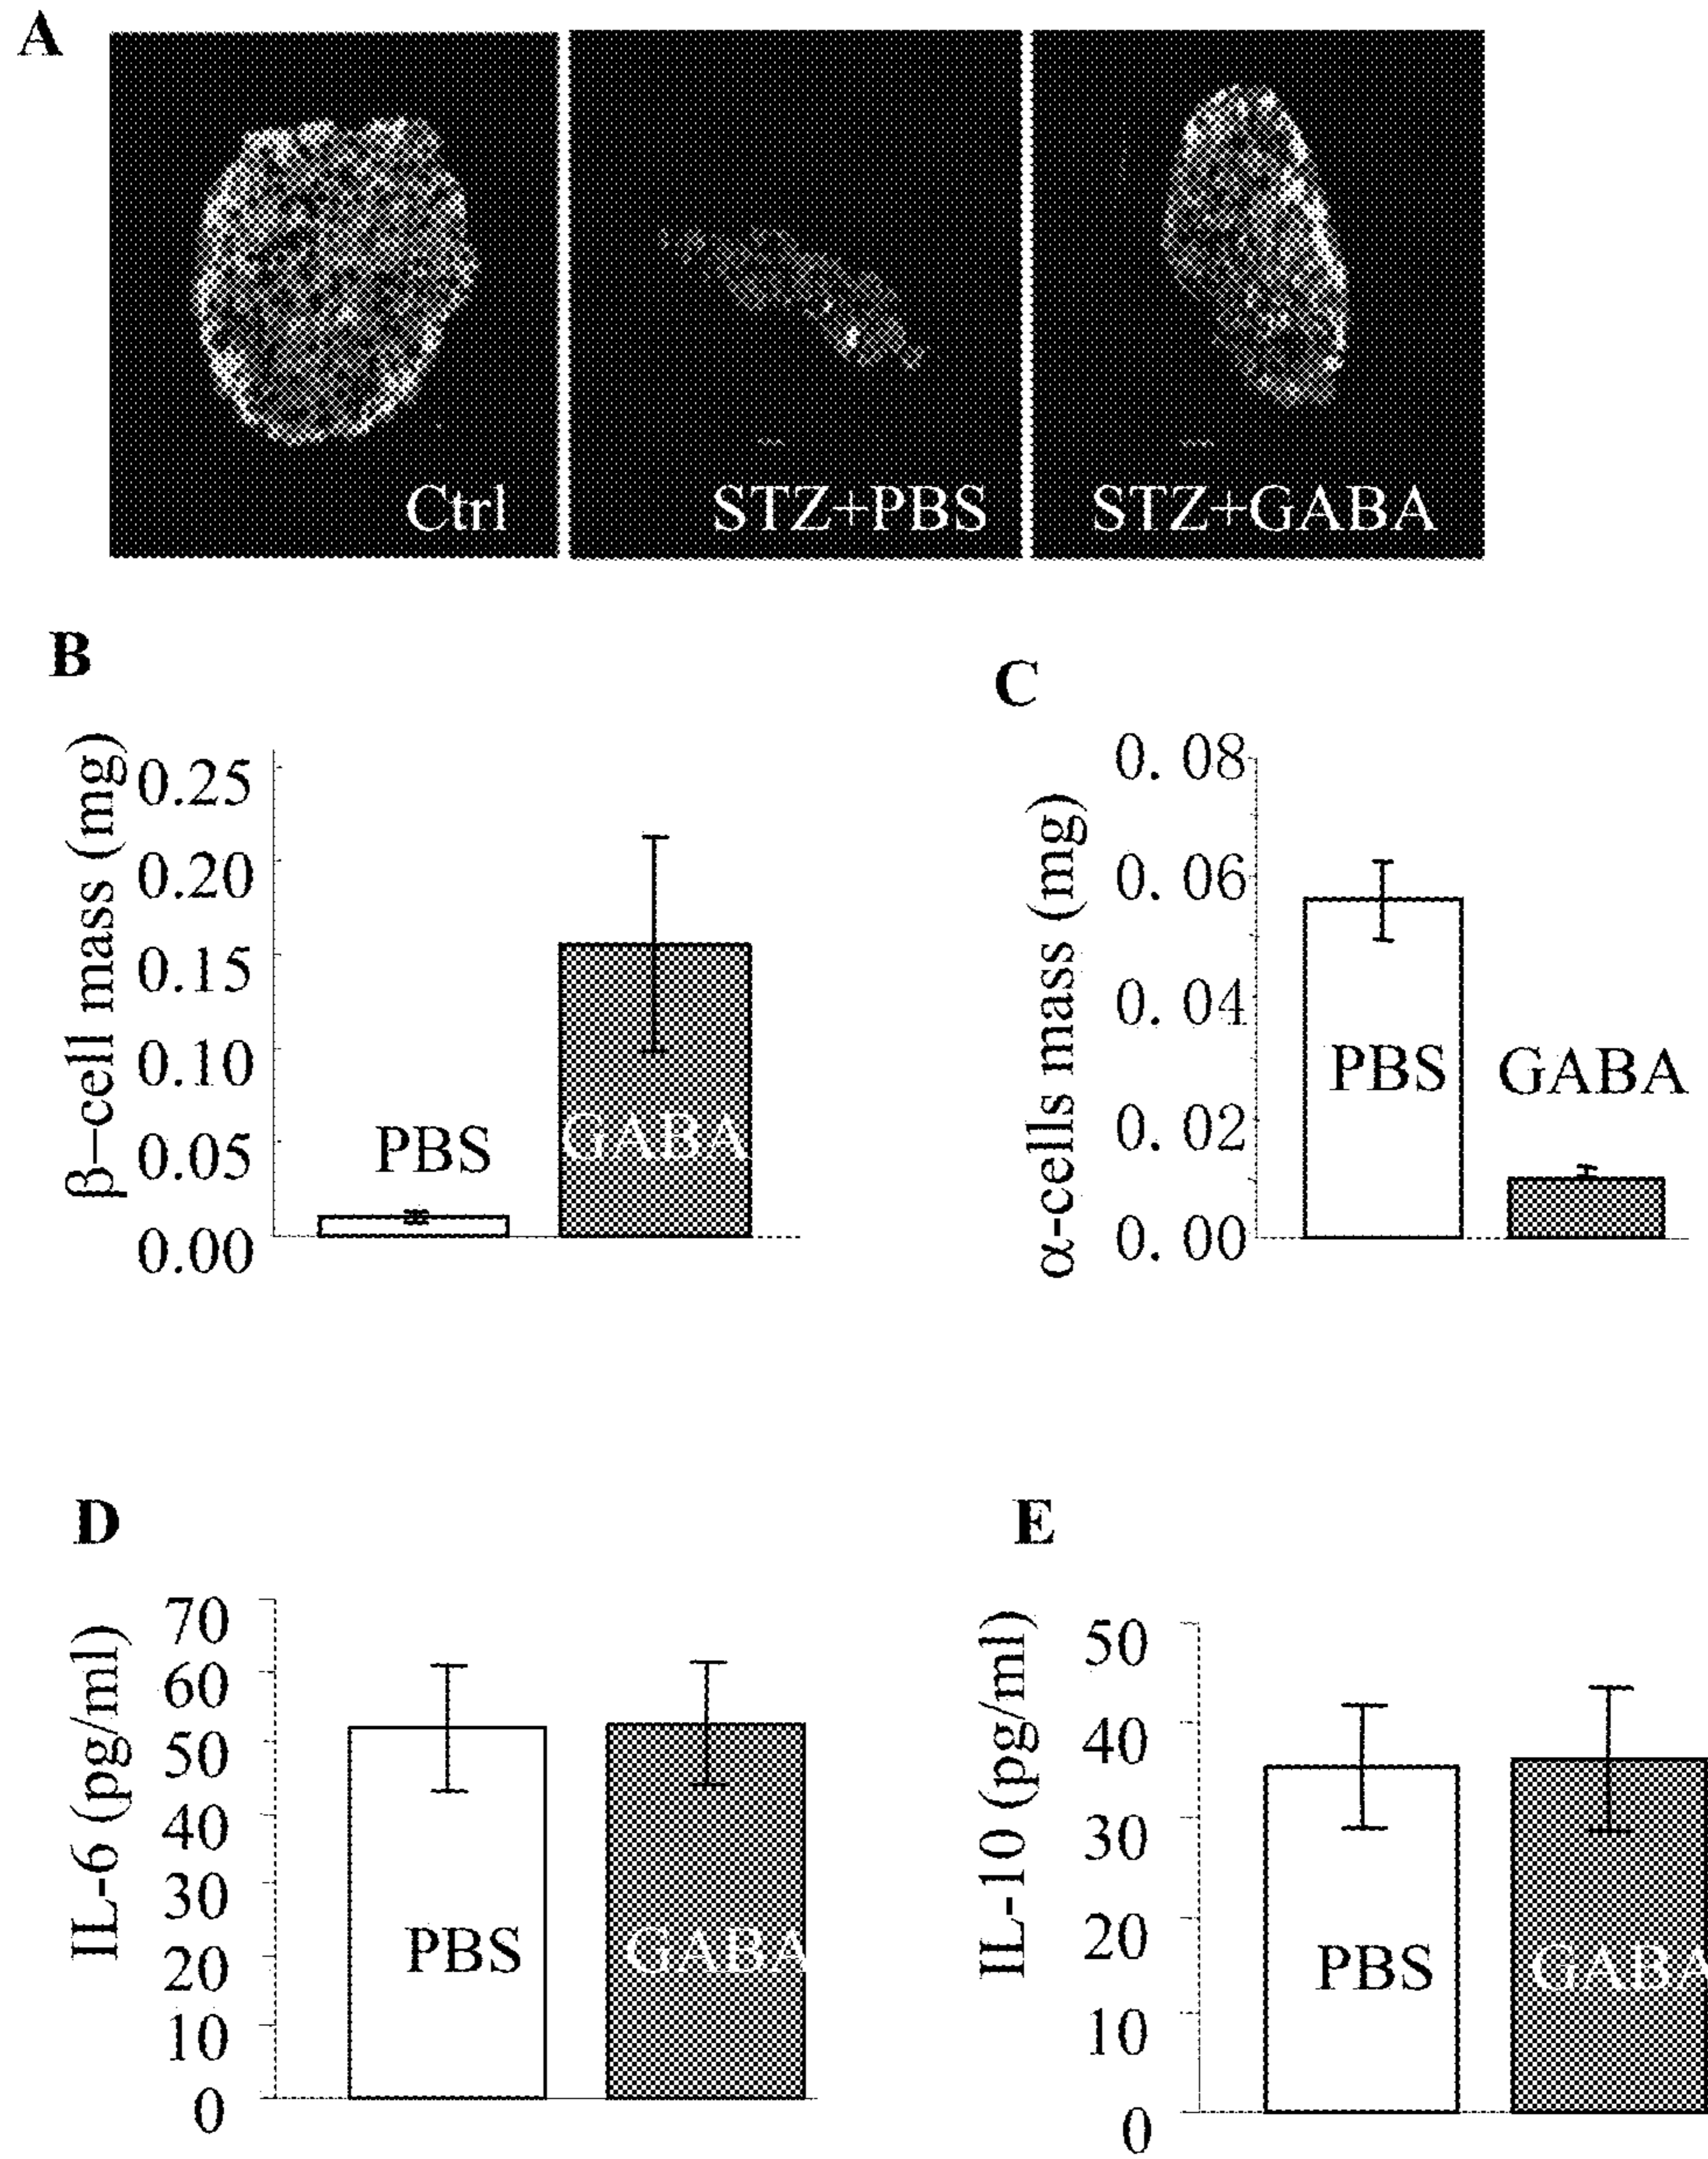 A
Ctrl
STZ+PBS
STZ+GABA
B
β–cell mass (mg)
0.25
0.20
0.15
0.10
0.05
0.00
PBS
GABA
C
α-cells mass (mg)
0. 08
0. 06
0. 04
0. 02
0. 00
PBS
GABA
D
IL-6 (pg/ml)
70
60
50
40
30
20
10
0
PBS
GABA
E
IL-10 (pg/ml)
50
40
30
20
10
0
PBS
GABA